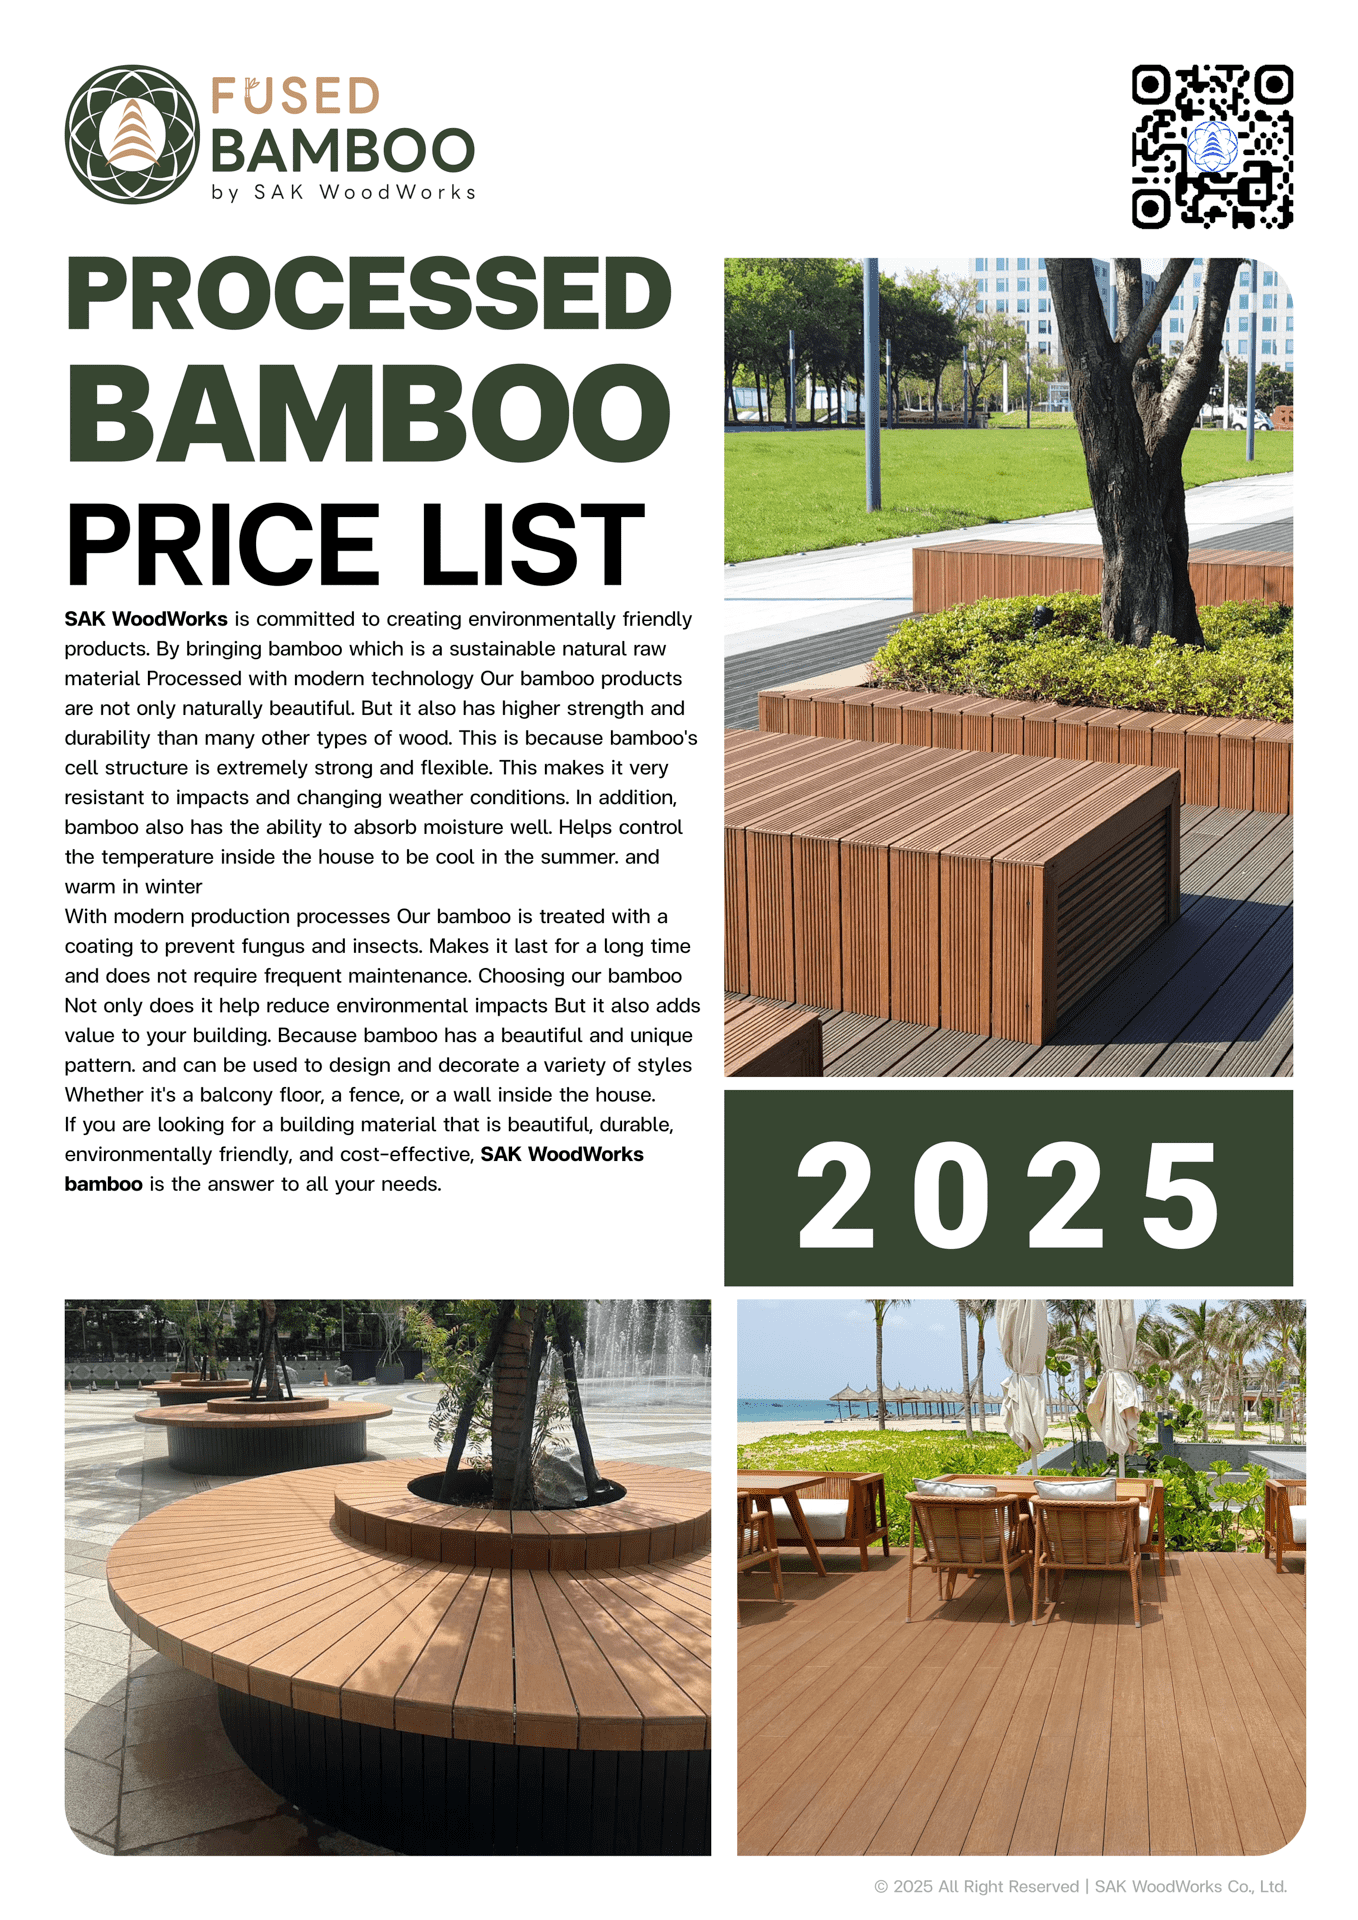 FUSED
BAMBOO
by SAK WoodWorks
PROCESSED
BAMBOO
PRICE LIST
SAK WoodWorks is committed to creating environmentally friendly
products. By bringing bamboo which is a sustainable natural raw
material Processed with modern technology Our bamboo products
are not only naturally beautiful. But it also has higher strength and
durability than many other types of wood. This is because bamboo's
cell structure is extremely strong and flexible. This makes it very
resistant to impacts and changing weather conditions. In addition,
bamboo also has the ability to absorb moisture well. Helps control
the temperature inside the house to be cool in the summer. and
warm in winter
With modern production processes Our bamboo is treated with a
coating to prevent fungus and insects. Makes it last for a long time
and does not require frequent maintenance. Choosing our bamboo
Not only does it help reduce environmental impacts But it also adds
value to your building. Because bamboo has a beautiful and unique
pattern. and can be used to design and decorate a variety of styles
Whether it's a balcony floor, a fence, or a wall inside the house.
If you are looking for a building material that is beautiful, durable,
environmentally friendly, and cost-effective, SAK WoodWorks
bamboo is the answer to all your needs.
2025
© 2025 All Right Reserved | SAK WoodWorks Co., Ltd.